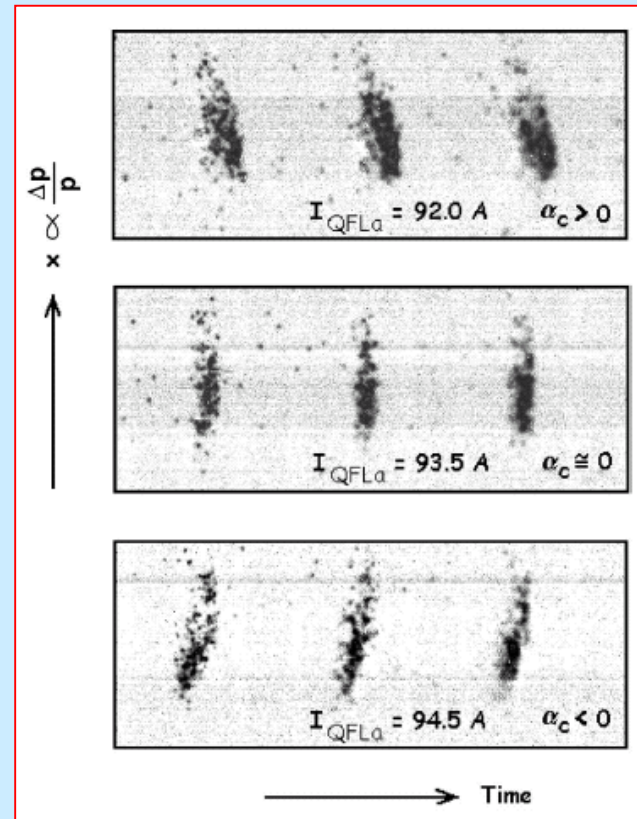 x ∝ Δp/p
I_QFLa = 92.0 A α_c > 0
I_QFLa = 93.5 A α_c ≅ 0
I_QFLa = 94.5 A α_c < 0
Time